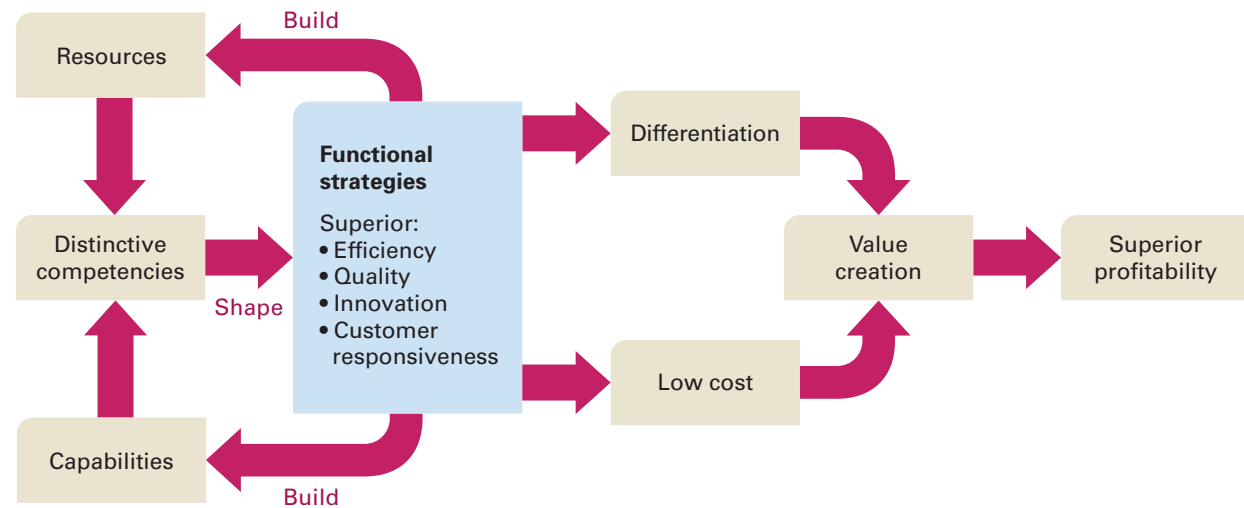 Build
Resources
Functional
strategies
Superior:
• Efficiency
• Quality
• Innovation
• Customer
responsiveness
Differentiation
Distinctive
competencies
Shape
Value
creation
Superior
profitability
Low cost
Capabilities
Build